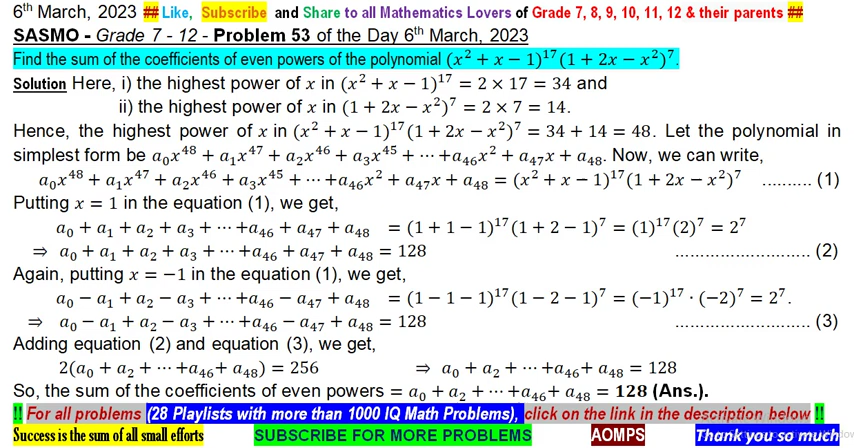 6th March, 2023 ## Like, Subscribe and Share to all Mathematics Lovers of Grade 7, 8, 9, 10, 11, 12 & their parents ##
SASMO - Grade 7 - 12 - Problem 53 of the Day 6th March, 2023
Find the sum of the coefficients of even powers of the polynomial (x² + x − 1)¹⁷(1 + 2x − x²)⁷.
Solution Here, i) the highest power of x in (x² + x − 1)¹⁷ = 2 × 17 = 34 and
ii) the highest power of x in (1 + 2x − x²)⁷ = 2 × 7 = 14.
Hence, the highest power of x in (x² + x − 1)¹⁷(1 + 2x − x²)⁷ = 34 + 14 = 48. Let the polynomial in
simplest form be a₀x⁴⁸ + a₁x⁴⁷ + a₂x⁴⁶ + a₃x⁴⁵ + ⋯ +a₄₆x² + a₄₇x + a₄₈. Now, we can write,
a₀x⁴⁸ + a₁x⁴⁷ + a₂x⁴⁶ + a₃x⁴⁵ + ⋯ +a₄₆x² + a₄₇x + a₄₈ = (x² + x − 1)¹⁷(1 + 2x − x²)⁷ .......... (1)
Putting x = 1 in the equation (1), we get,
a₀ + a₁ + a₂ + a₃ + ⋯ +a₄₆ + a₄₇ + a₄₈ = (1 + 1 − 1)¹⁷(1 + 2 − 1)⁷ = (1)¹⁷(2)⁷ = 2⁷
⇒ a₀ + a₁ + a₂ + a₃ + ⋯ +a₄₆ + a₄₇ + a₄₈ = 128 ........................... (2)
Again, putting x = −1 in the equation (1), we get,
a₀ − a₁ + a₂ − a₃ + ⋯ +a₄₆ − a₄₇ + a₄₈ = (1 − 1 − 1)¹⁷(1 − 2 − 1)⁷ = (−1)¹⁷ · (−2)⁷ = 2⁷.
⇒ a₀ − a₁ + a₂ − a₃ + ⋯ +a₄₆ − a₄₇ + a₄₈ = 128 ........................... (3)
Adding equation (2) and equation (3), we get,
2(a₀ + a₂ + ⋯ +a₄₆+ a₄₈) = 256 ⇒ a₀ + a₂ + ⋯ +a₄₆+ a₄₈ = 128
So, the sum of the coefficients of even powers = a₀ + a₂ + ⋯ +a₄₆+ a₄₈ = 128 (Ans.).
!! For all problems (28 Playlists with more than 1000 IQ Math Problems), click on the link in the description below !!
Success is the sum of all small efforts SUBSCRIBE FOR MORE PROBLEMS AOMPS Thank you so much